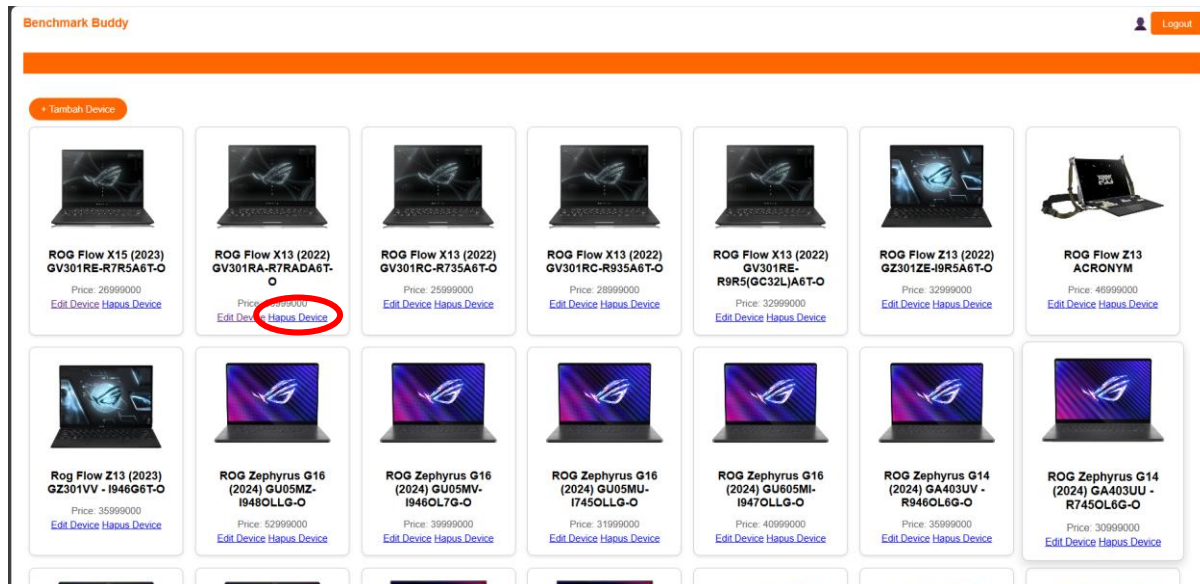 Benchmark Buddy
Logout
+ Tambah Device
ROG Flow X15 (2023)
GV301RE-R7R5A6T-O
Price: 26999000
Edit Device Hapus Device
ROG Flow X13 (2022)
GV301RA-R7RADA6T-
O
Edit Device Hapus Device
ROG Flow X13 (2022)
GV301RC-R735A6T-O
Price: 25999000
Edit Device Hapus Device
ROG Flow X13 (2022)
GV301RC-R935A6T-O
Price: 28999000
Edit Device Hapus Device
ROG Flow X13 (2022)
GV301RE-
R9R5(GC32L)A6T-O
Price: 32999000
Edit Device Hapus Device
ROG Flow Z13 (2022)
GZ301ZE-I9R5A6T-O
Price: 32999000
Edit Device Hapus Device
ROG Flow Z13
ACRONYM
Price: 46999000
Edit Device Hapus Device
Rog Flow Z13 (2023)
GZ301VV - I946G6T-O
Price: 35999000
Edit Device Hapus Device
ROG Zephyrus G16
(2024) GU05MZ-
I948OLLG-O
Price: 52999000
Edit Device Hapus Device
ROG Zephyrus G16
(2024) GU05MV-
I946OL7G-O
Price: 39999000
Edit Device Hapus Device
ROG Zephyrus G16
(2024) GU05MU-
I745OLLG-O
Price: 31999000
Edit Device Hapus Device
ROG Zephyrus G16
(2024) GU605MI-
I947OLLG-O
Price: 40999000
Edit Device Hapus Device
ROG Zephyrus G14
(2024) GA403UV -
R946OL6G-O
Price: 35999000
Edit Device Hapus Device
ROG Zephyrus G14
(2024) GA403UU -
R745OL6G-O
Price: 30999000
Edit Device Hapus Device